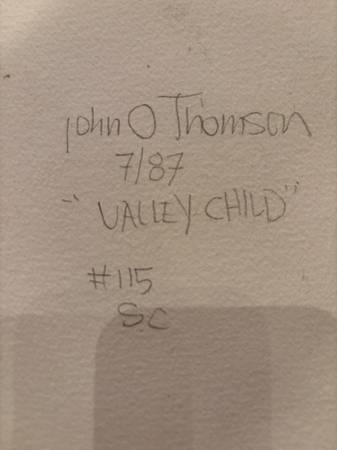 John O Thomson
7/87
"VALLEY CHILD"
#115
SC